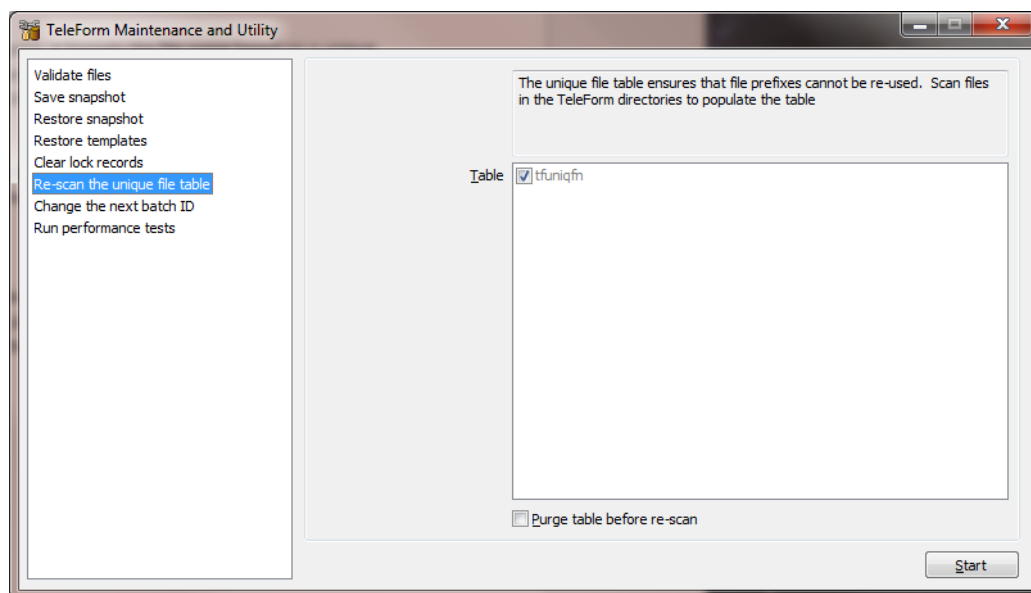 TeleForm Maintenance and Utility
Validate files
Save snapshot
Restore snapshot
Restore templates
Clear lock records
Re-scan the unique file table
Change the next batch ID
Run performance tests
The unique file table ensures that file prefixes cannot be re-used. Scan files
in the TeleForm directories to populate the table
Table
tfuniqfn
Purge table before re-scan
Start